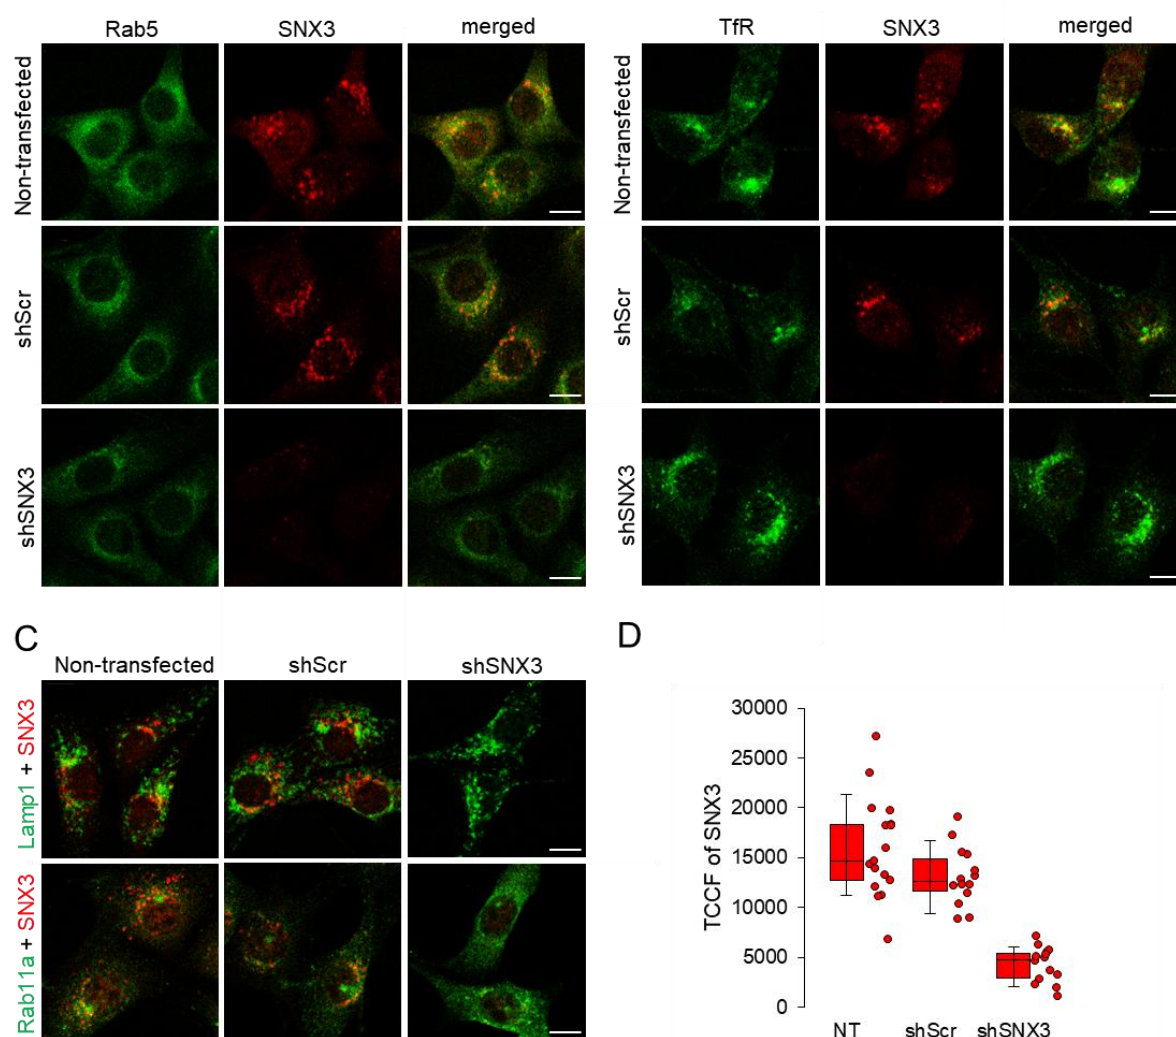 Rab5 SNX3 merged
TfR SNX3 merged
Non-transfected
shScr
shSNX3
Non-transfected
shScr
shSNX3
C
Non-transfected shScr shSNX3
Lamp1 + SNX3
Rab11a + SNX3
D
TCCF of SNX3
30000
25000
20000
15000
10000
5000
0
NT shScr shSNX3